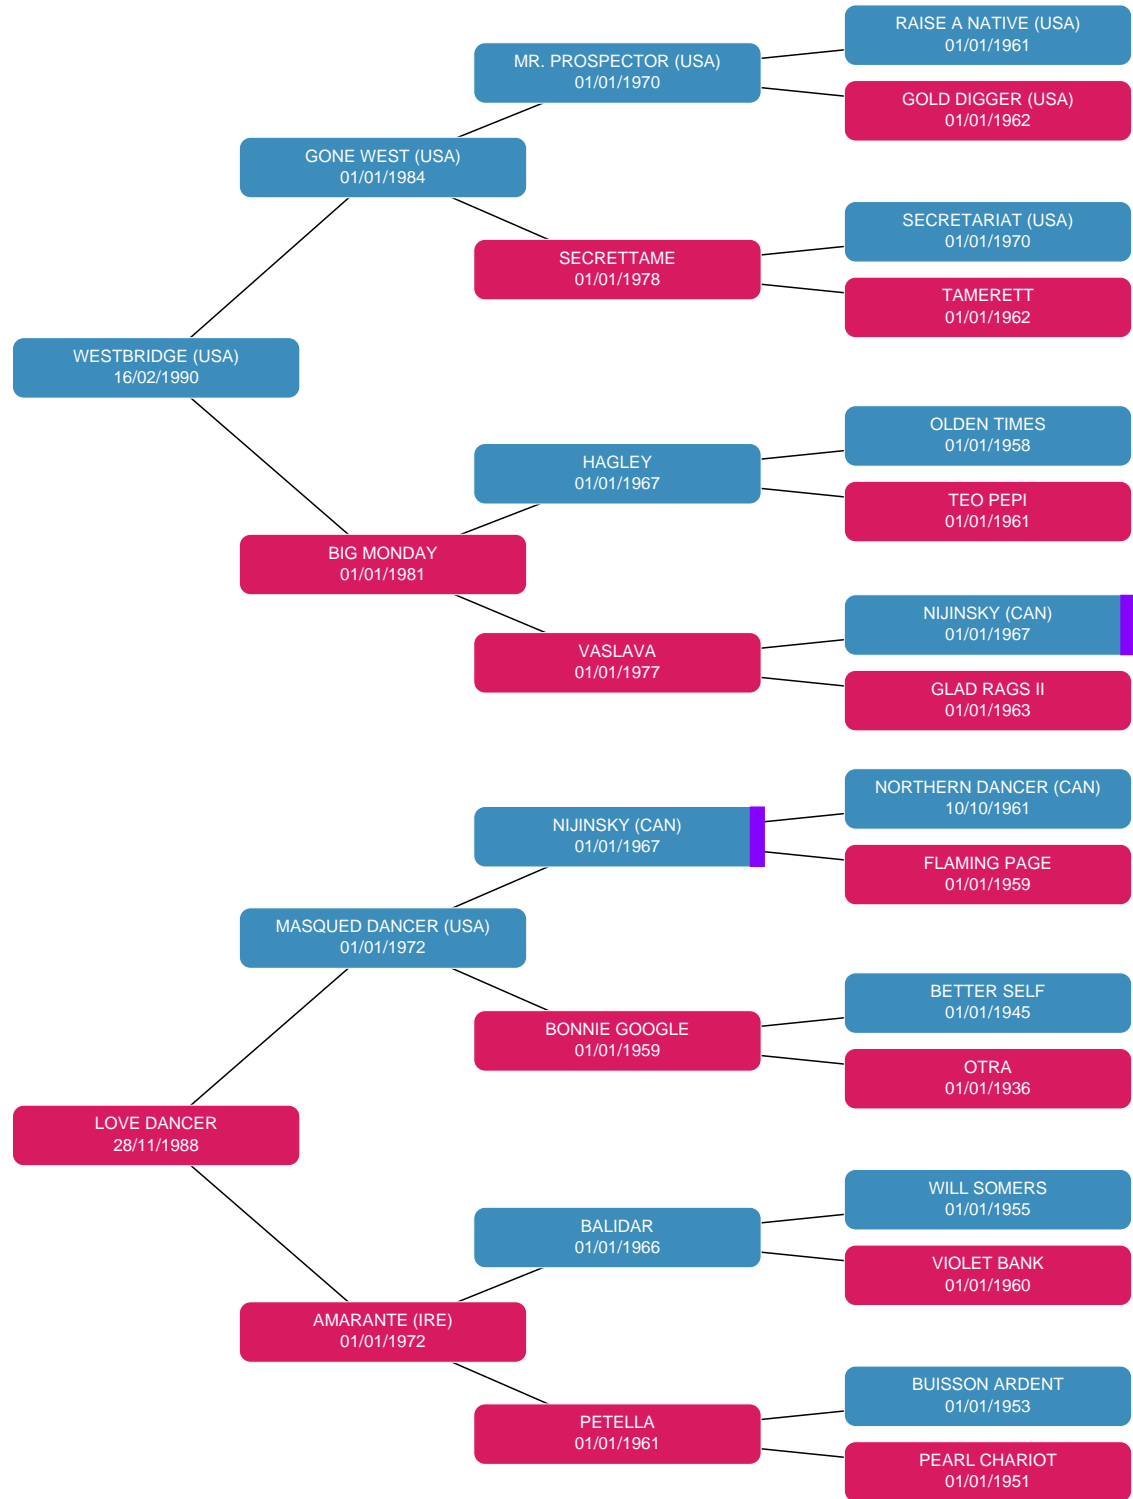 RAISE A NATIVE (USA)
01/01/1961
MR. PROSPECTOR (USA)
01/01/1970
GOLD DIGGER (USA)
01/01/1962
GONE WEST (USA)
01/01/1984
SECRETARIAT (USA)
01/01/1970
SECRETTAME
01/01/1978
TAMERETT
01/01/1962
WESTBRIDGE (USA)
16/02/1990
OLDEN TIMES
01/01/1958
HAGLEY
01/01/1967
TEO PEPI
01/01/1961
BIG MONDAY
01/01/1981
NIJINSKY (CAN)
01/01/1967
VASLAVA
01/01/1977
GLAD RAGS II
01/01/1963
NORTHERN DANCER (CAN)
10/10/1961
NIJINSKY (CAN)
01/01/1967
FLAMING PAGE
01/01/1959
MASQUED DANCER (USA)
01/01/1972
BETTER SELF
01/01/1945
BONNIE GOOGLE
01/01/1959
OTRA
01/01/1936
LOVE DANCER
28/11/1988
WILL SOMERS
01/01/1955
BALIDAR
01/01/1966
VIOLET BANK
01/01/1960
AMARANTE (IRE)
01/01/1972
BUISSON ARDENT
01/01/1953
PETELLA
01/01/1961
PEARL CHARIOT
01/01/1951